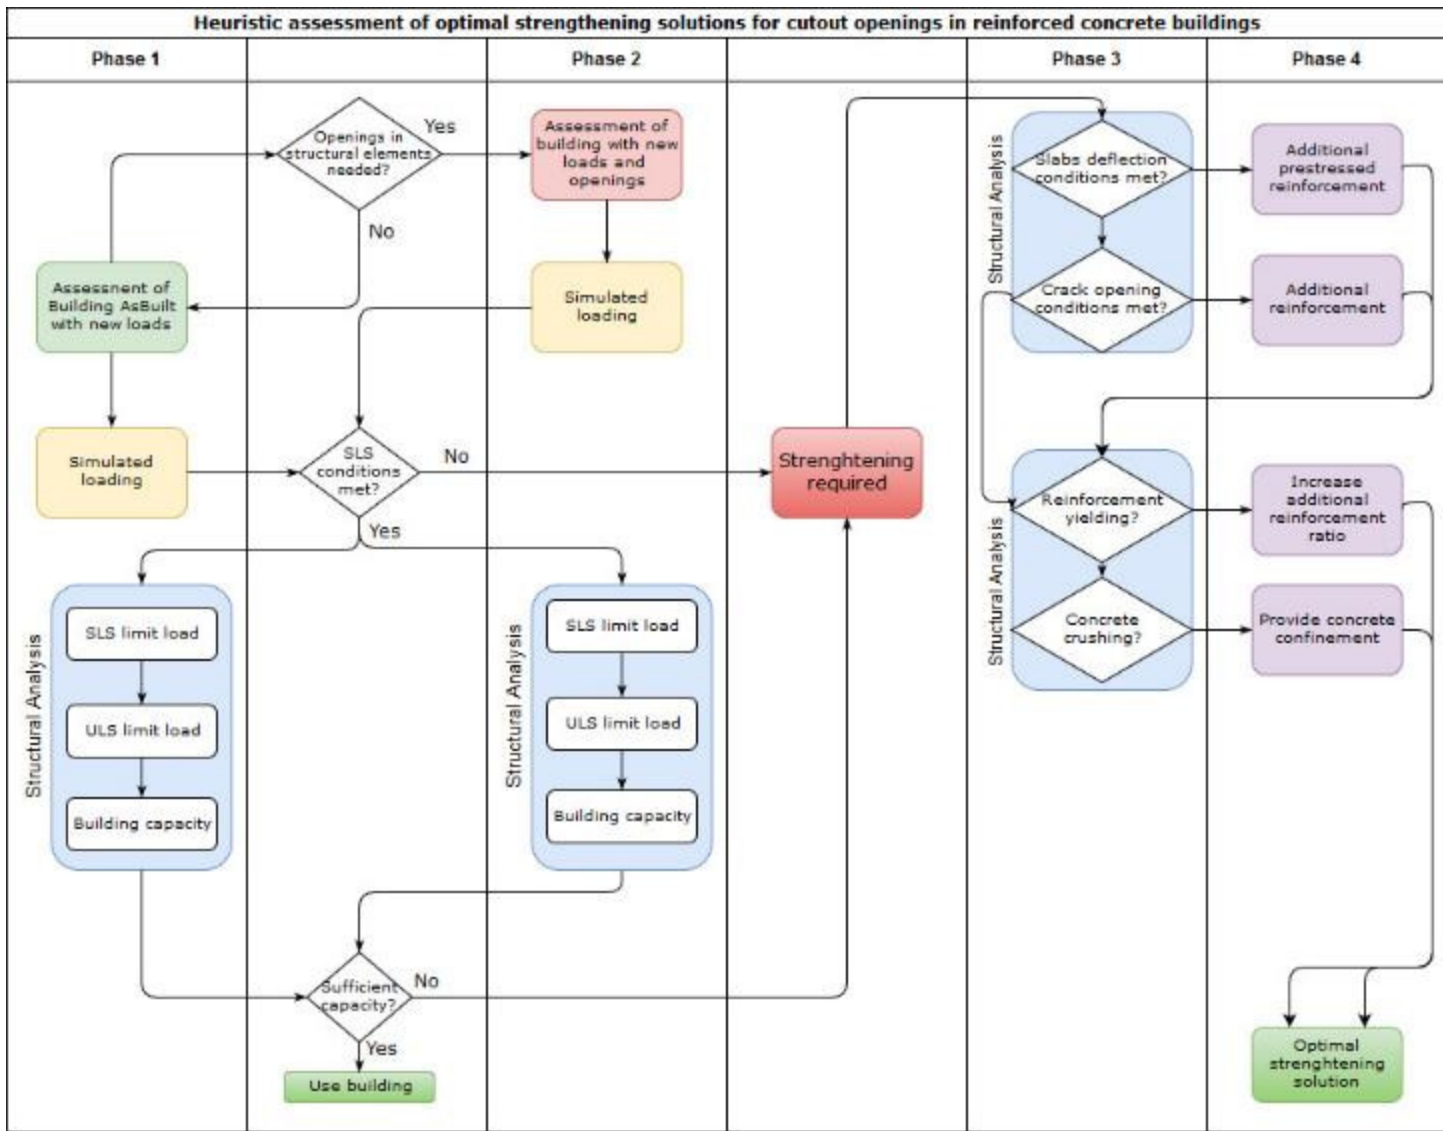 Heuristic assessment of optimal strengthening solutions for cutout openings in reinforced concrete buildings
Phase 1
Phase 2
Phase 3
Phase 4
Openings in
structural elements
needed?
Yes
No
Assessment of
building with new
loads and
openings
Assessment of
Building AsBuilt
with new loads
Simulated
loading
Simulated
loading
SLS
conditions
met?
No
Yes
Strenghtening
required
Structural Analysis
SLS limit load
ULS limit load
Building capacity
Structural Analysis
SLS limit load
ULS limit load
Building capacity
Sufficient
capacity?
No
Yes
Use building
Structural Analysis
Slabs deflection
conditions met?
Crack opening
conditions met?
Additional
prestressed
reinforcement
Additional
reinforcement
Structural Analysis
Reinforcement
yielding?
Concrete
crushing?
Increase
additional
reinforcement
ratio
Provide concrete
confinement
Optimal
strenghtening
solution